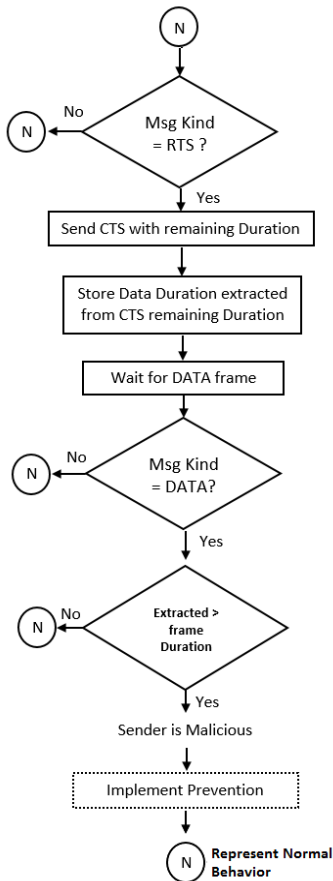 N
Msg Kind
= RTS ?
No
N
Yes
Send CTS with remaining Duration
Store Data Duration extracted
from CTS remaining Duration
Wait for DATA frame
Msg Kind
= DATA?
No
N
Yes
Extracted >
frame
Duration
No
N
Yes
Sender is Malicious
Implement Prevention
N
Represent Normal
Behavior